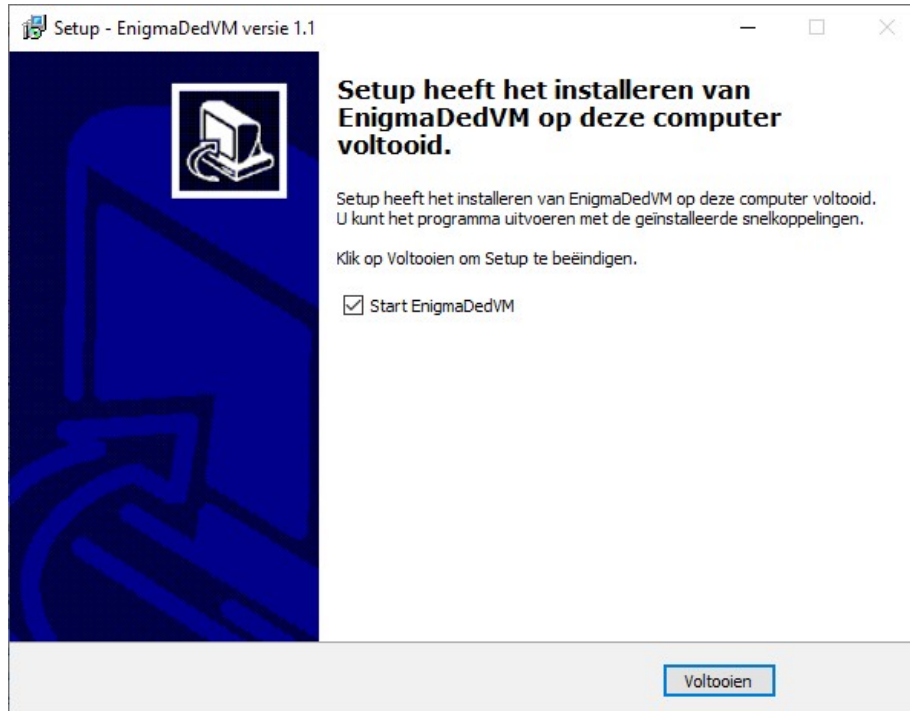 Setup - EnigmaDedVM versie 1.1
Setup heeft het installeren van
EnigmaDedVM op deze computer
voltooid.
Setup heeft het installeren van EnigmaDedVM op deze computer voltooid.
U kunt het programma uitvoeren met de geïnstalleerde snelkoppelingen.
Klik op Voltooien om Setup te beëindigen.
Start EnigmaDedVM
Voltooien